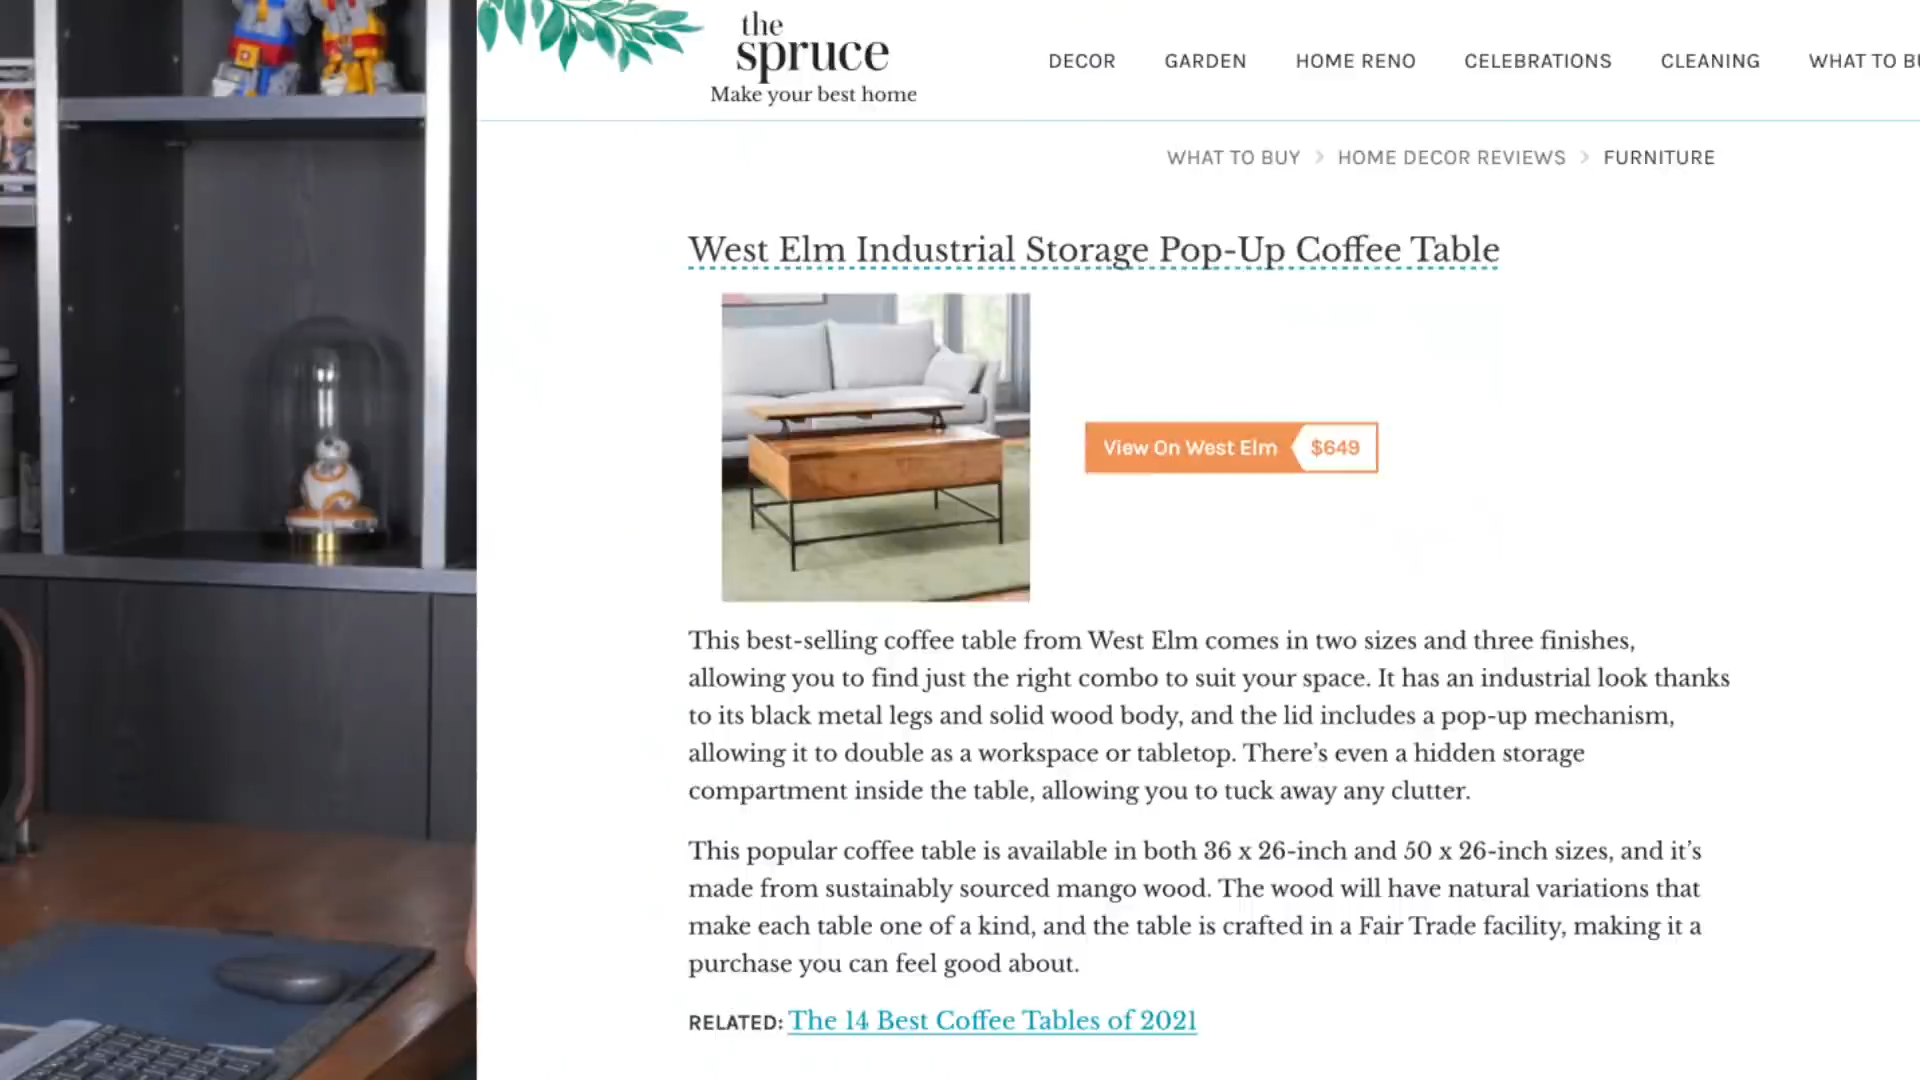 the
spruce
Make your best home
DECOR GARDEN HOME RENO CELEBRATIONS CLEANING WHAT TO BU
WHAT TO BUY > HOME DECOR REVIEWS > FURNITURE
West Elm Industrial Storage Pop-Up Coffee Table
View On West Elm $649
This best-selling coffee table from West Elm comes in two sizes and three finishes,
allowing you to find just the right combo to suit your space. It has an industrial look thanks
to its black metal legs and solid wood body, and the lid includes a pop-up mechanism,
allowing it to double as a workspace or tabletop. There’s even a hidden storage
compartment inside the table, allowing you to tuck away any clutter.
This popular coffee table is available in both 36 x 26-inch and 50 x 26-inch sizes, and it’s
made from sustainably sourced mango wood. The wood will have natural variations that
make each table one of a kind, and the table is crafted in a Fair Trade facility, making it a
purchase you can feel good about.
RELATED: The 14 Best Coffee Tables of 2021